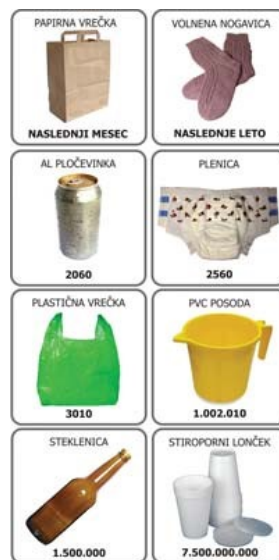 PAPIRNA VREČKA
NASLEDNJI MESEC
VOLNENA NOGAVICA
NASLEDNJE LETO
AL PLOČEVINKA
2060
PLENICA
2560
PLASTIČNA VREČKA
3010
PVC POSODA
1.002.010
STEKLENICA
1.500.000
STIROPORNI LONČEK
7.500.000.000